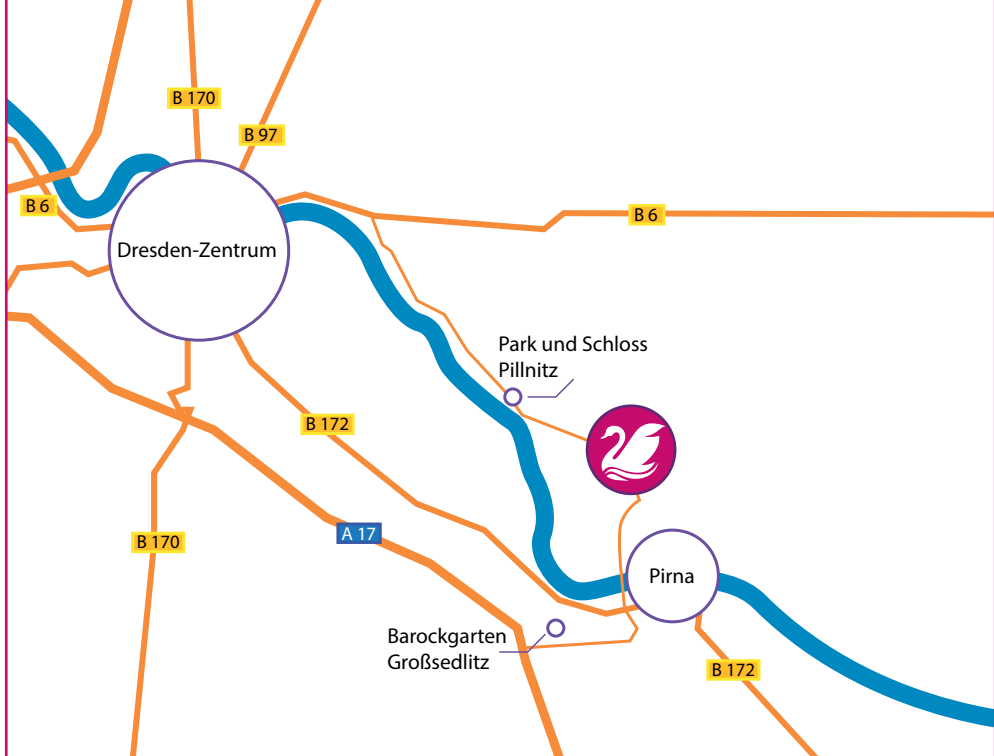 B 170
B 97
B 6
B 6
Dresden-Zentrum
Park und Schloss
Pillnitz
B 172
A 17
B 170
Pirna
Barockgarten
Großsedlitz
B 172